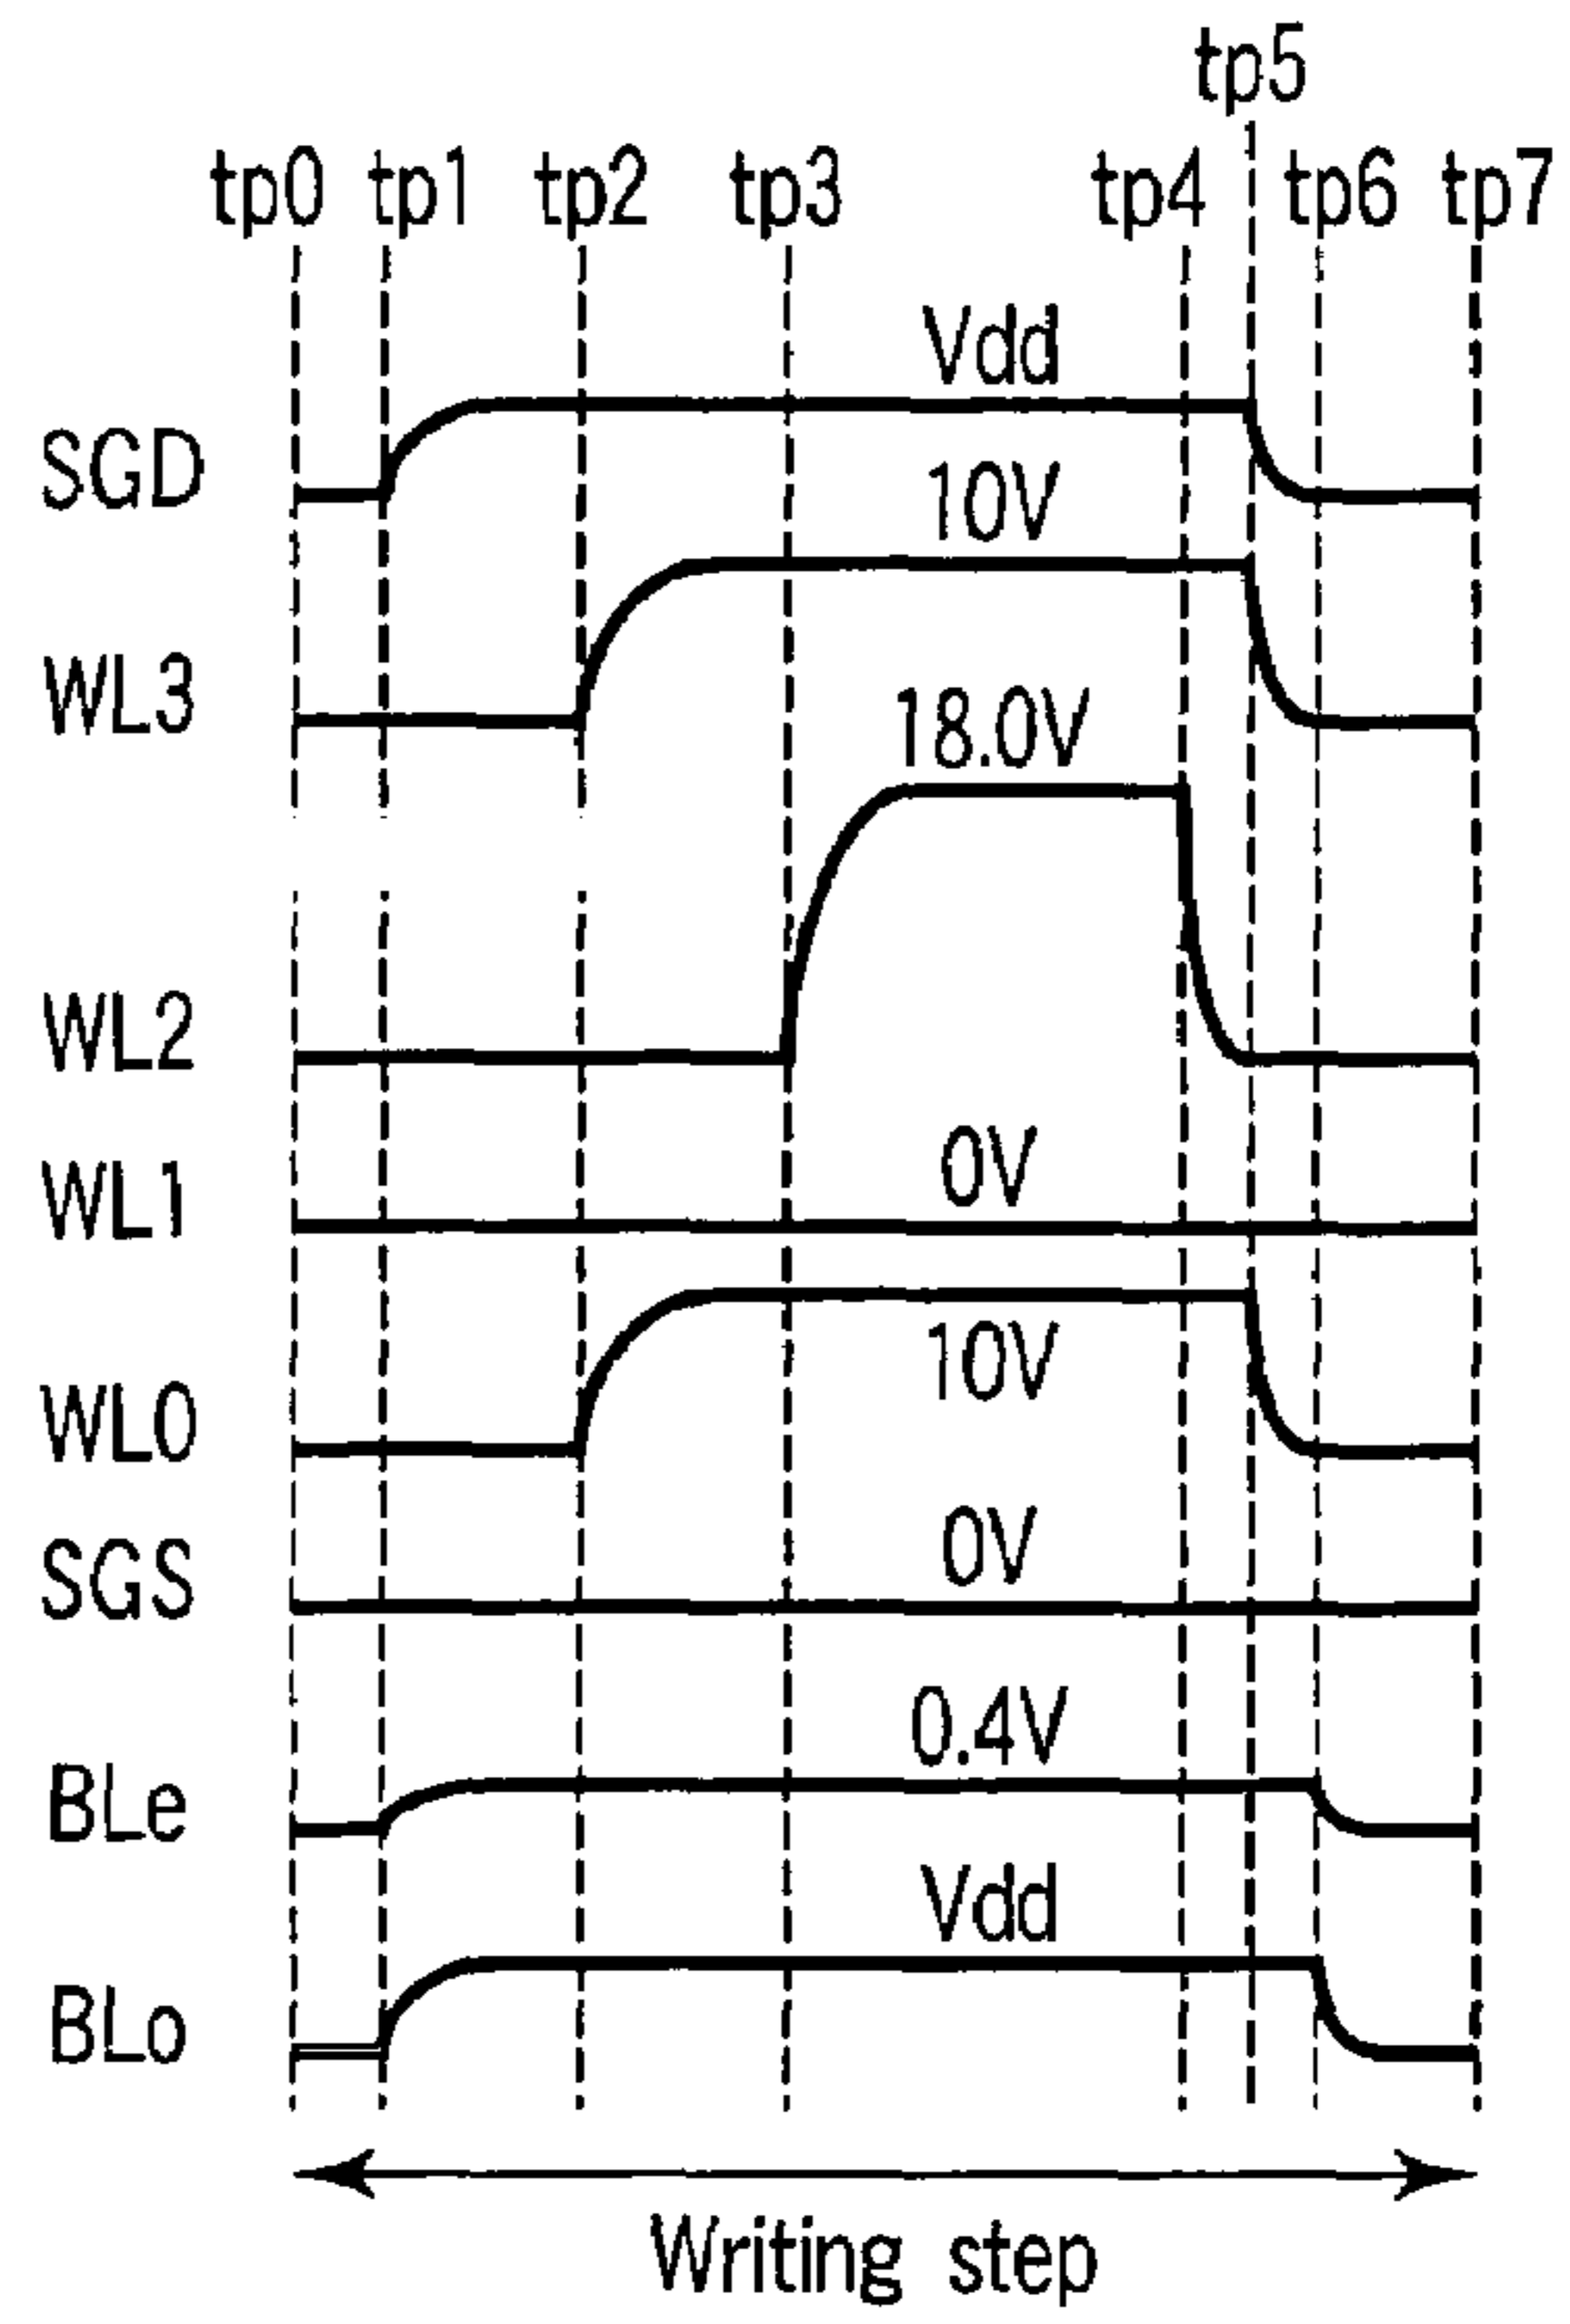 tp5
tp0 tp1 tp2 tp3 tp4 tp6 tp7
Vdd
SGD
10V
WL3
18.0V
WL2
0V
WL1
10V
WL0
0V
SGS
0.4V
BLe
Vdd
BLo
Writing step